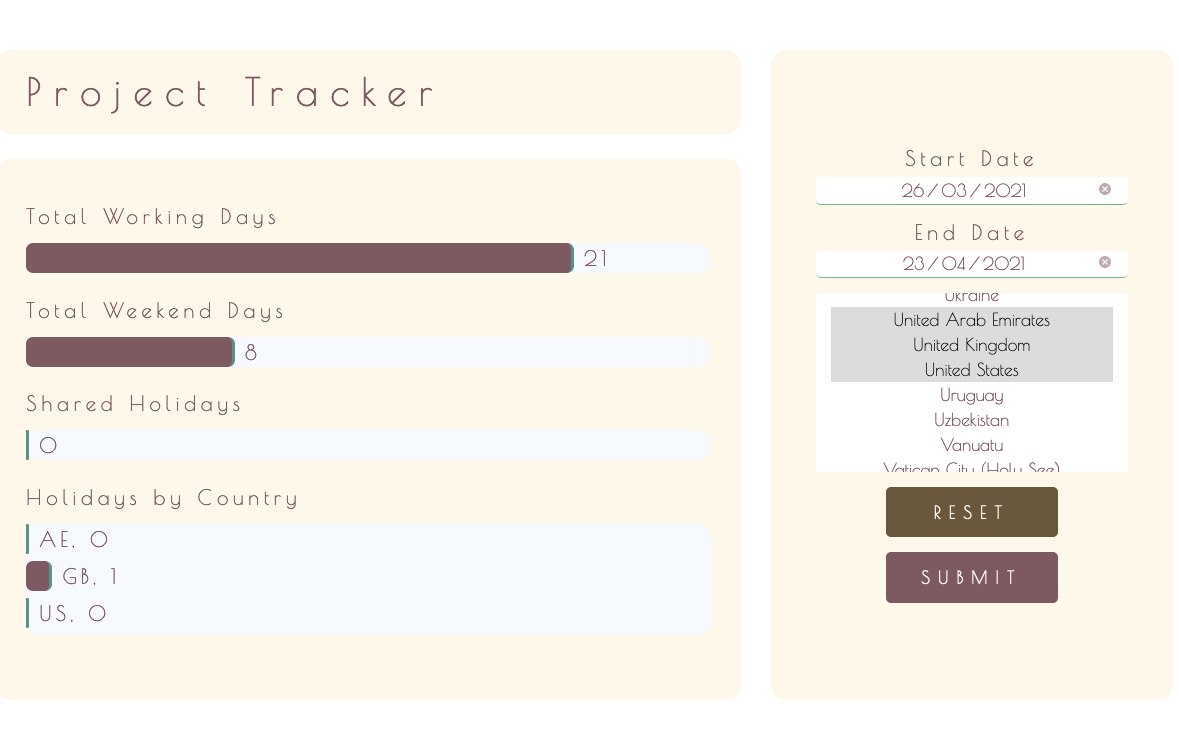 Project Tracker
Total Working Days
21
Total Weekend Days
8
Shared Holidays
0
Holidays by Country
AE, 0
GB, 1
US, 0
Start Date
26/03/2021
End Date
23/04/2021
Ukraine
United Arab Emirates
United Kingdom
United States
Uruguay
Uzbekistan
Vanuatu
Vatican City (Holy See)
RESET
SUBMIT